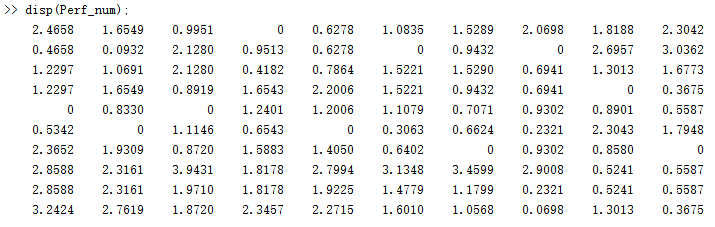 >> disp(Perf_num);
2.4658 1.6549 0.9951 0 0.6278 1.0835 1.5289 2.0698 1.8188 2.3042
0.4658 0.0932 2.1280 0.9513 0.6278 0 0.9432 0 2.6957 3.0362
1.2297 1.0691 2.1280 0.4182 0.7864 1.5221 1.5290 0.6941 1.3013 1.6773
1.2297 1.6549 0.8919 1.6543 2.2006 1.5221 0.9432 0.6941 0 0.3675
0 0.8330 0 1.2401 1.2006 1.1079 0.7071 0.9302 0.8901 0.5587
0.5342 0 1.1146 0.6543 0 0.3063 0.6624 0.2321 2.3043 1.7948
2.3652 1.9309 0.8720 1.5883 1.4050 0.6402 0 0.9302 0.8580 0
2.8588 2.3161 3.9431 1.8178 2.7994 3.1348 3.4599 2.9008 0.5241 0.5587
2.8588 2.3161 1.9710 1.8178 1.9225 1.4779 1.1799 0.2321 0.5241 0.5587
3.2424 2.7619 1.8720 2.3457 2.2715 1.6010 1.0568 0.0698 1.3013 0.3675